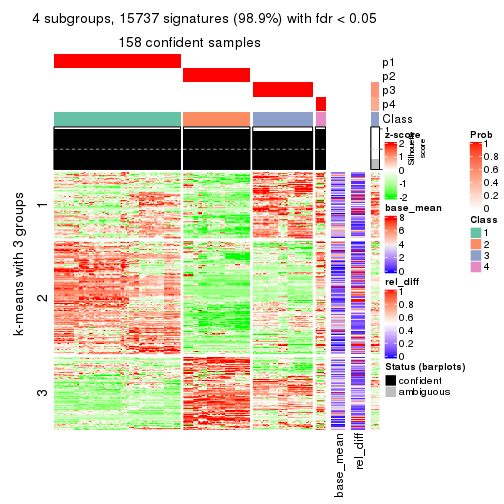 4 subgroups, 15737 signatures (98.9%) with fdr < 0.05
158 confident samples
p1
p2
p3
p4
Class
1
Silhouette
score
z-score
2
1
0
-1
-2
base_mean
8
6
4
2
0
rel_diff
1
0.8
0.6
0.4
0.2
0
Status (barplots)
confident
ambiguous
Prob
1
0.8
0.6
0.4
0.2
0
Class
1
2
3
4
k-means with 3 groups
1
2
3
base_mean
rel_diff